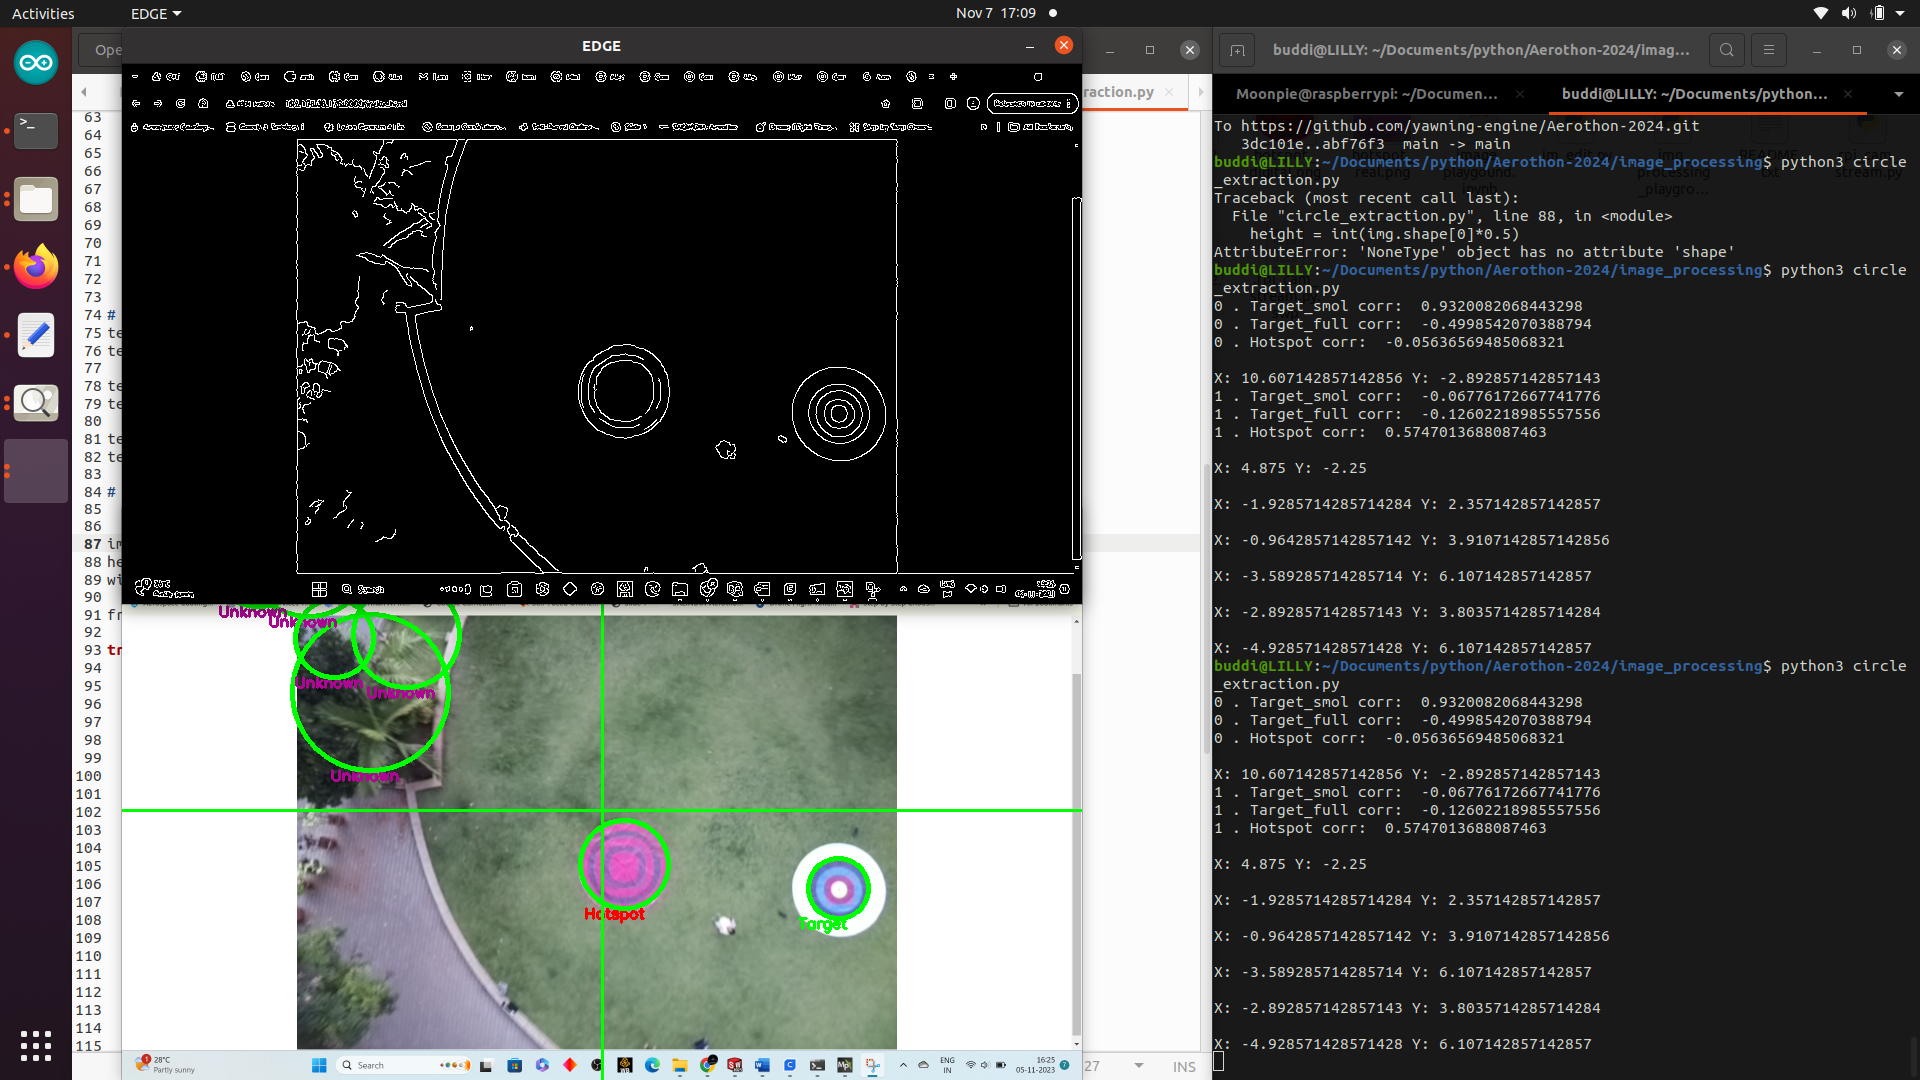 Activities
EDGE
Nov 7 17:09
Ope
EDGE
raction.py
buddi@LILLY: ~/Documents/python/Aerothon-2024/imag...
Moonpie@raspberrypi: ~/Documen...
buddi@LILLY: ~/Documents/python...
63
64
65
66
67
68
69
70
71
72
73
74 #
75 te
76 te
77
78 te
79 te
80
81 te
82 te
83
84 #
85
86
87 im
88 he
89 wi
90
91 fr
92
93 tr
94
95
96
97
98
99
100
101
102
103
104
105
106
107
108
109
110
111
112
113
114
115
Search
Unknown
Unknown
Unknown
Unknown
Unknown
Hotspot
Target
28°C
Partly sunny
Search
ENG
IN
16:25
05-11-2023
27
INS
To https://github.com/yawning-engine/Aerothon-2024.git
3dc101e..abf76f3 main -> main
buddi@LILLY:~/Documents/python/Aerothon-2024/image_processing$ python3 circle
_extraction.py
Traceback (most recent call last):
File "circle_extraction.py", line 88, in <module>
height = int(img.shape[0]*0.5)
AttributeError: 'NoneType' object has no attribute 'shape'
buddi@LILLY:~/Documents/python/Aerothon-2024/image_processing$ python3 circle
_extraction.py
0 . Target_smol corr:  0.9320082068443298
0 . Target_full corr:  -0.4998542070388794
0 . Hotspot corr:  -0.05636569485068321
X: 10.607142857142856 Y: -2.892857142857143
1 . Target_smol corr:  -0.06776172667741776
1 . Target_full corr:  -0.12602218985557556
1 . Hotspot corr:  0.5747013688087463
X: 4.875 Y: -2.25
X: -1.9285714285714284 Y: 2.357142857142857
X: -0.9642857142857142 Y: 3.9107142857142856
X: -3.589285714285714 Y: 6.107142857142857
X: -2.892857142857143 Y: 3.8035714285714284
X: -4.928571428571428 Y: 6.107142857142857
buddi@LILLY:~/Documents/python/Aerothon-2024/image_processing$ python3 circle
_extraction.py
0 . Target_smol corr:  0.9320082068443298
0 . Target_full corr:  -0.4998542070388794
0 . Hotspot corr:  -0.05636569485068321
X: 10.607142857142856 Y: -2.892857142857143
1 . Target_smol corr:  -0.06776172667741776
1 . Target_full corr:  -0.12602218985557556
1 . Hotspot corr:  0.5747013688087463
X: 4.875 Y: -2.25
X: -1.9285714285714284 Y: 2.357142857142857
X: -0.9642857142857142 Y: 3.9107142857142856
X: -3.589285714285714 Y: 6.107142857142857
X: -2.892857142857143 Y: 3.8035714285714284
X: -4.928571428571428 Y: 6.107142857142857